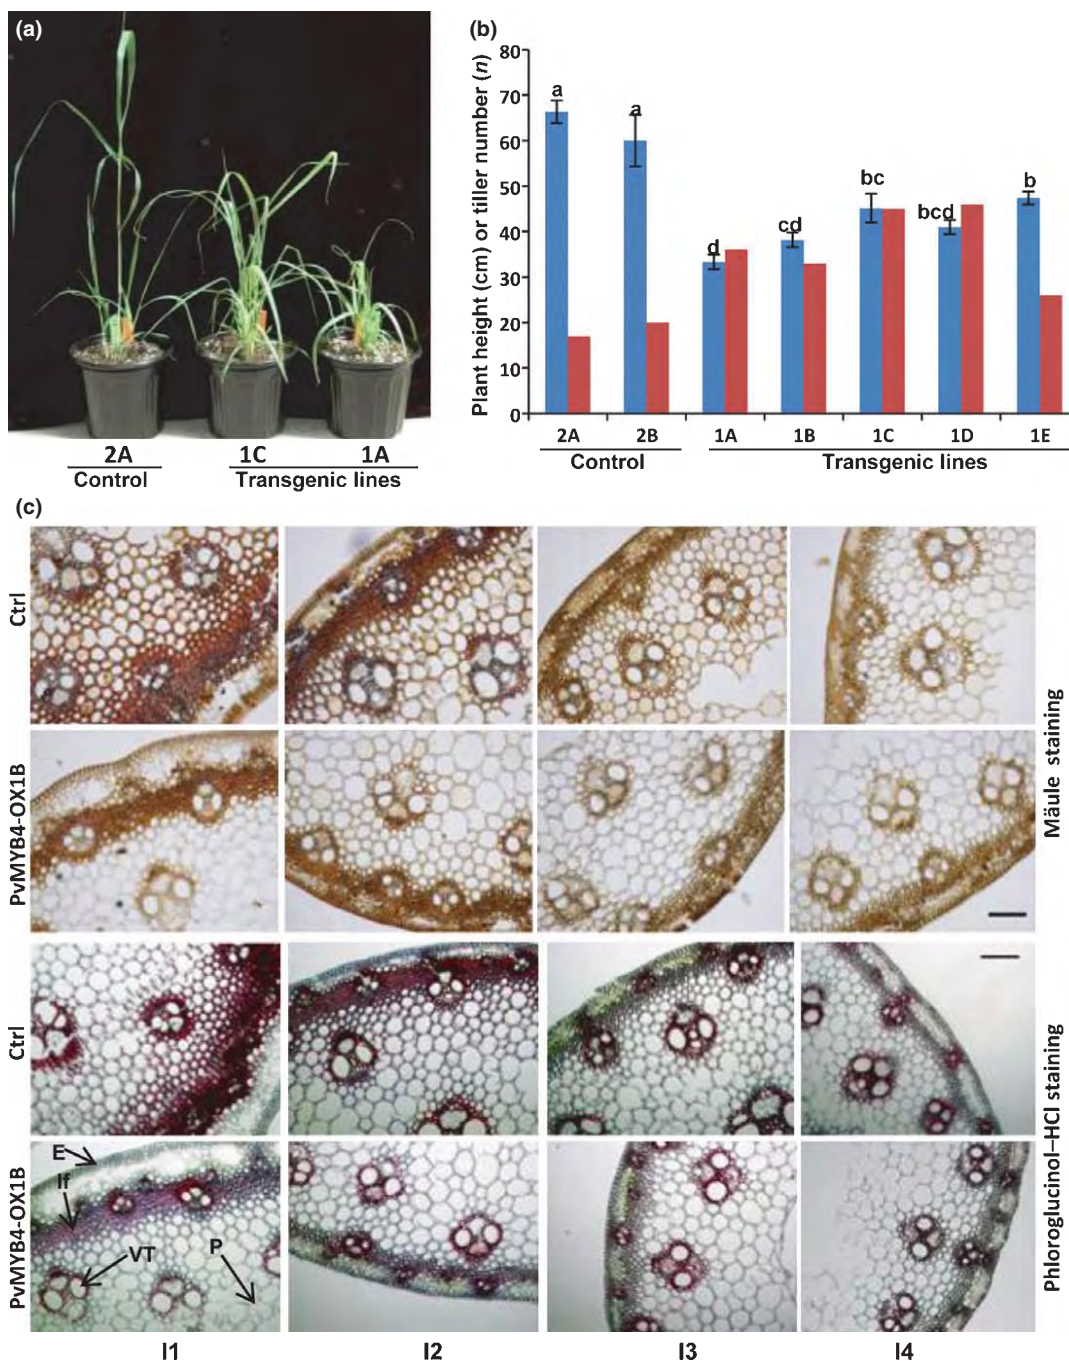 (a)
2A
1C
1A
Control
Transgenic lines
(b)
Plant height (cm) or tiller number (n)
80
70
60
50
40
30
20
10
0
a
a
d
cd
bc
bcd
b
2A
2B
1A
1B
1C
1D
1E
Control
Transgenic lines
(c)
Ctrl
PvMYB4-OX1B
Mäule staining
Ctrl
PvMYB4-OX1B
Phloroglucinol–HCl staining
E
If
VT
P
I1
I2
I3
I4